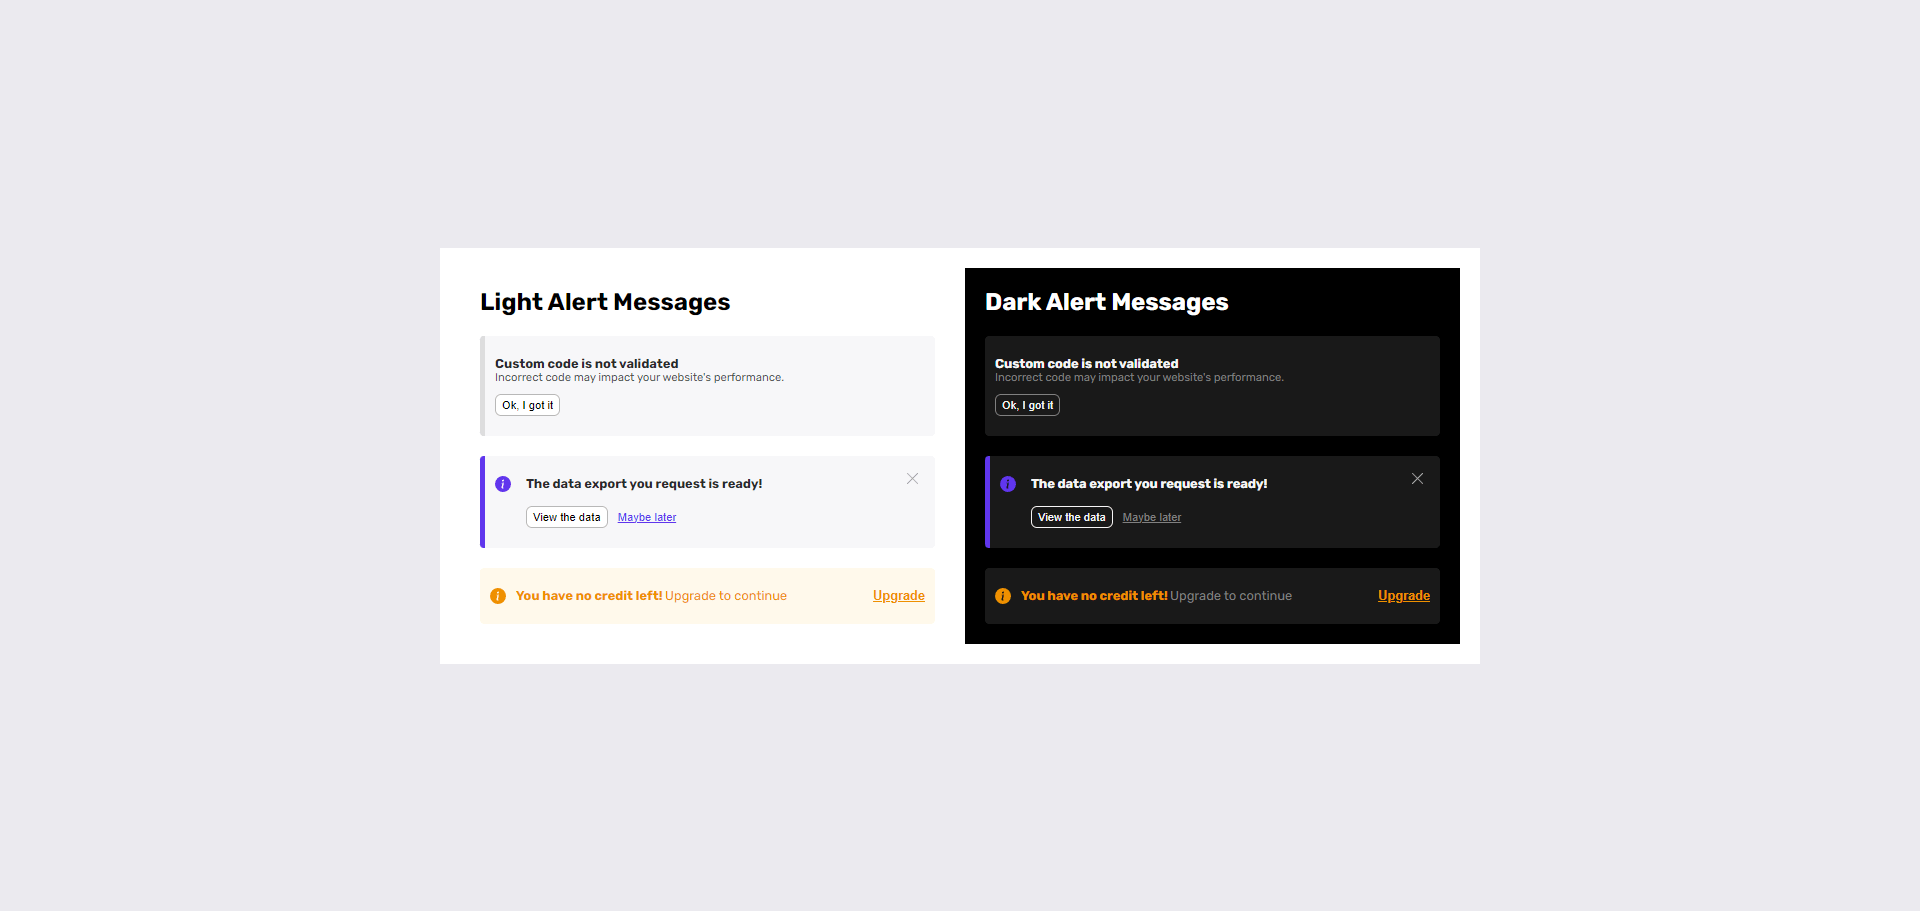 Light Alert Messages
Custom code is not validated
Incorrect code may impact your website's performance.
Ok, I got it
The data export you request is ready!
View the data Maybe later
You have no credit left! Upgrade to continue Upgrade
Dark Alert Messages
Custom code is not validated
Incorrect code may impact your website's performance.
Ok, I got it
The data export you request is ready!
View the data Maybe later
You have no credit left! Upgrade to continue Upgrade